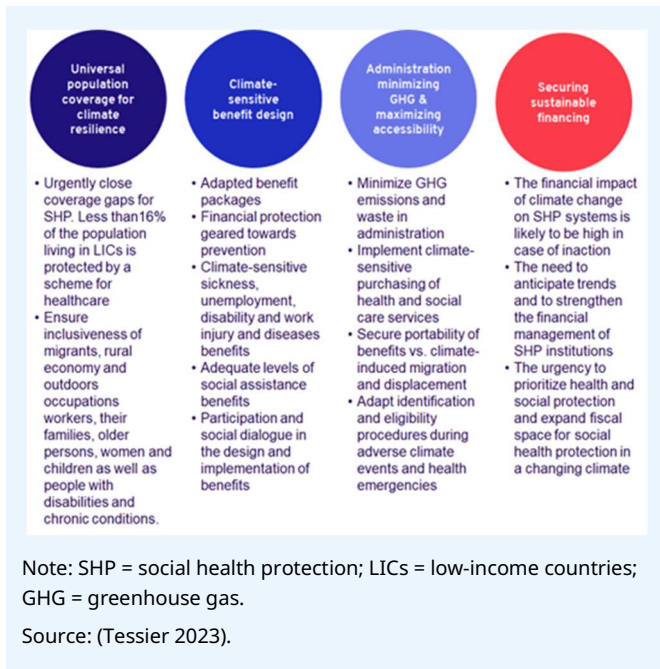 Universal
population
coverage for
climate
resilience
• Urgently close
coverage gaps for
SHP. Less than16%
of the population
living in LICs is
protected by a
scheme for
healthcare
• Ensure
inclusiveness of
migrants, rural
economy and
outdoors
occupations
workers, their
families, older
persons, women and
children as well as
people with
disabilities and
chronic conditions.
Climate-
sensitive
benefit design
• Adapted benefit
packages
• Financial protection
geared towards
prevention
• Climate-sensitive
sickness,
unemployment,
disability and work
injury and diseases
benefits
• Adequate levels of
social assistance
benefits
• Participation and
social dialogue in
the design and
implementation of
benefits
Administration
minimizing
GHG &
maximizing
accessibility
• Minimize GHG
emissions and
waste in
administration
• Implement climate-
sensitive
purchasing of
health and social
care services
• Secure portability of
benefits vs. climate-
induced migration
and displacement
• Adapt identification
and eligibility
procedures during
adverse climate
events and health
emergencies
Securing
sustainable
financing
• The financial impact
of climate change
on SHP systems is
likely to be high in
case of inaction
• The need to
anticipate trends
and to strengthen
the financial
management of
SHP institutions
• The urgency to
prioritize health and
social protection
and expand fiscal
space for social
health protection in
a changing climate
Note: SHP = social health protection; LICs = low-income countries;
GHG = greenhouse gas.
Source: (Tessier 2023).